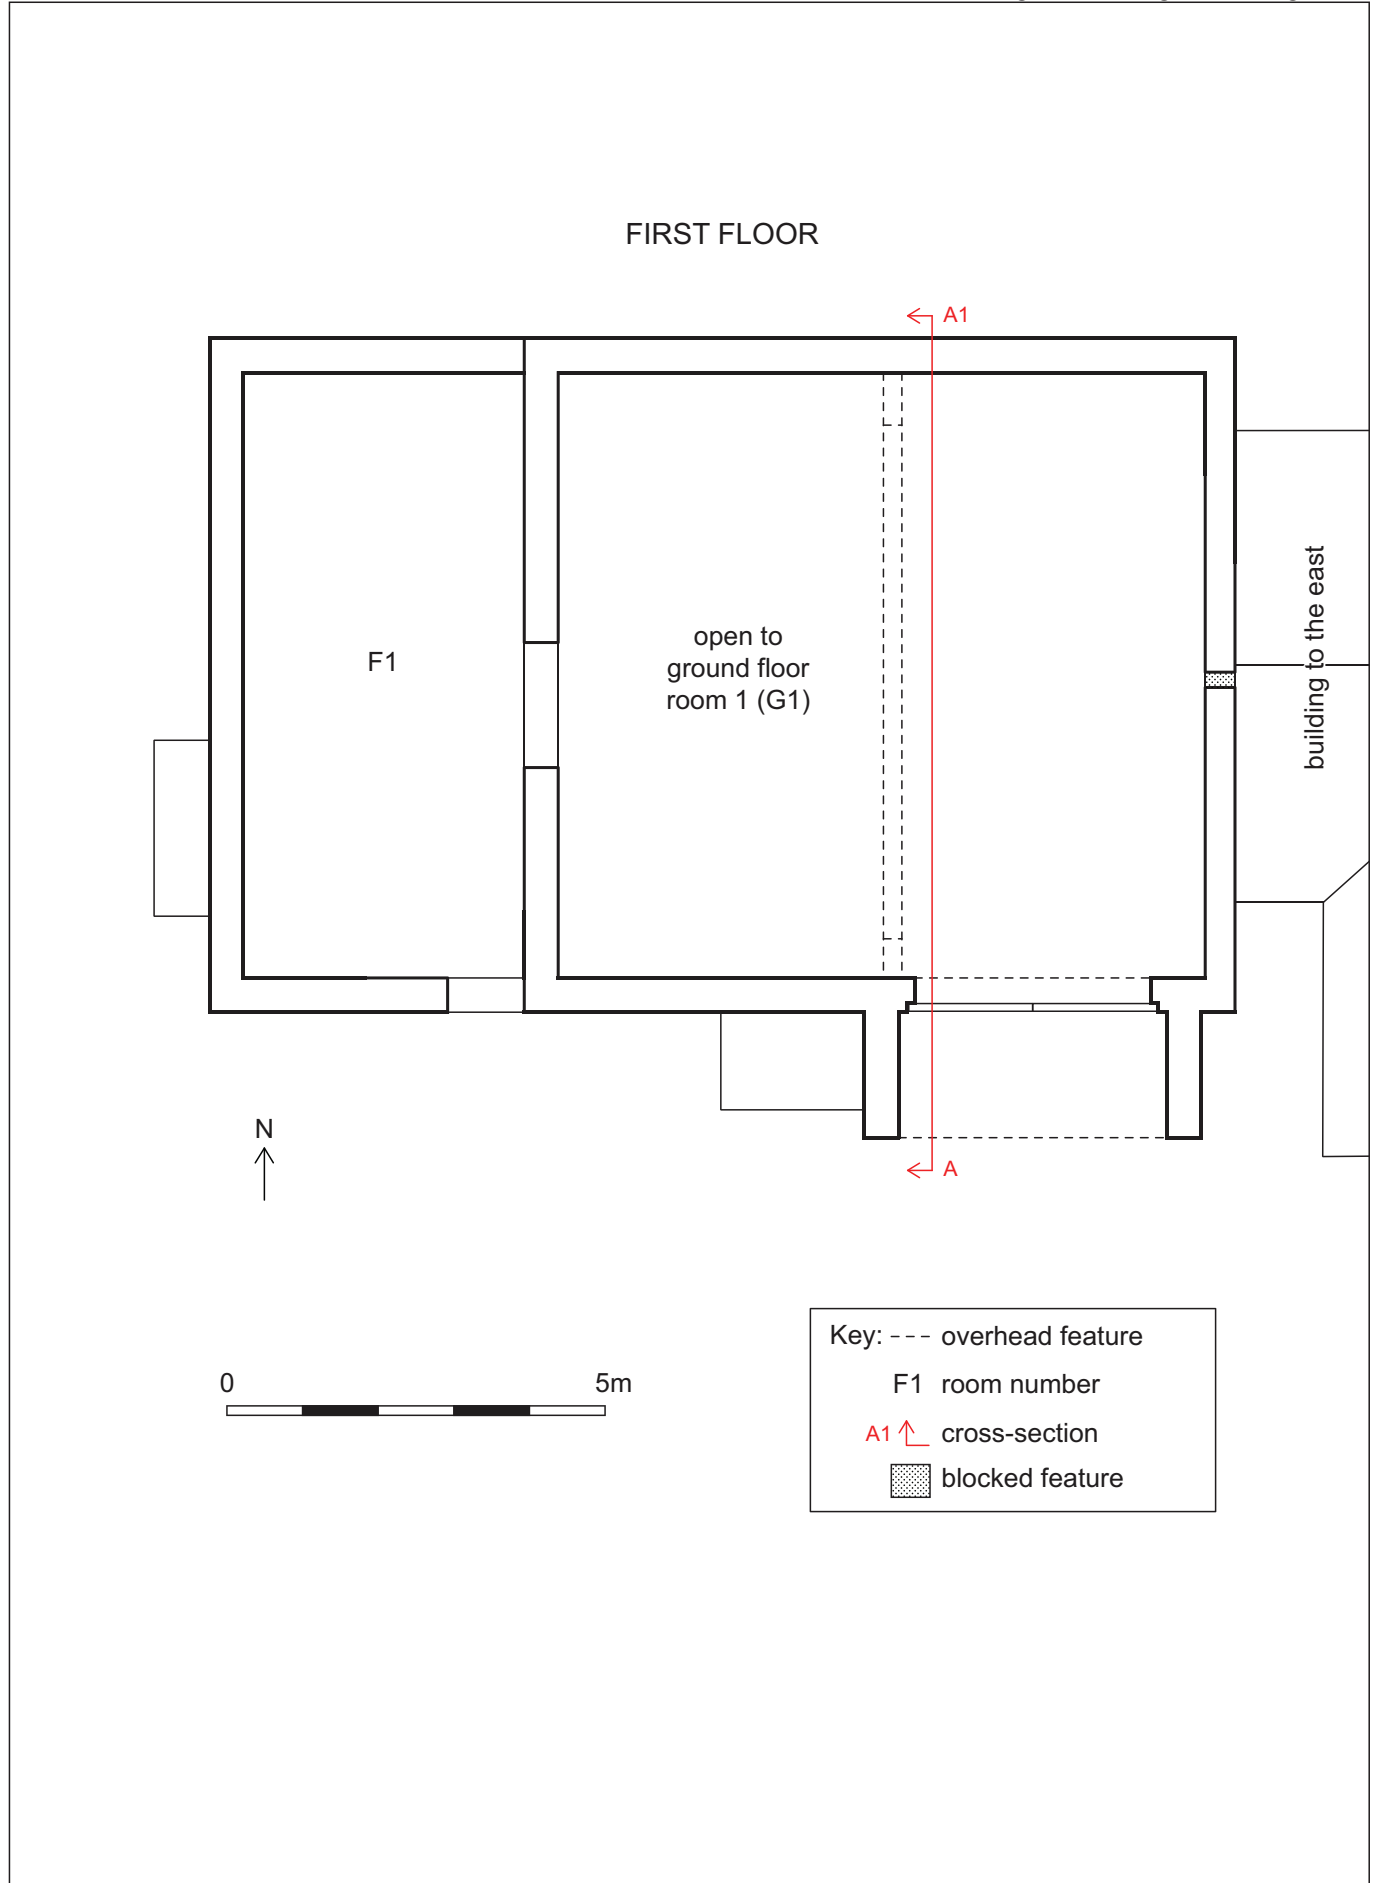 FIRST FLOOR
A1
F1
open to
ground floor
room 1 (G1)
building to the east
N
A
0 5m
Key: --- overhead feature
F1 room number
A1 cross-section
blocked feature